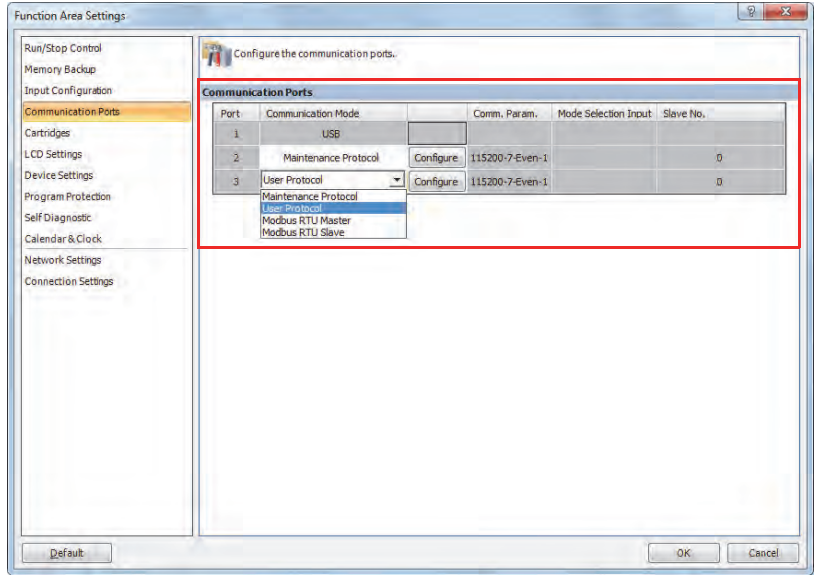 Function Area Settings
Run/Stop Control
Memory Backup
Input Configuration
Communication Ports
Cartridges
LCD Settings
Device Settings
Program Protection
Self Diagnostic
Calendar & Clock
Network Settings
Connection Settings
Configure the communication ports.
Communication Ports
Port Communication Mode Comm. Param. Mode Selection Input Slave No.
1 USB
2 Maintenance Protocol Configure 115200-7-Even-1 0
3 User Protocol Configure 115200-7-Even-1 0
Maintenance Protocol
User Protocol
Modbus RTU Master
Modbus RTU Slave
Default OK Cancel